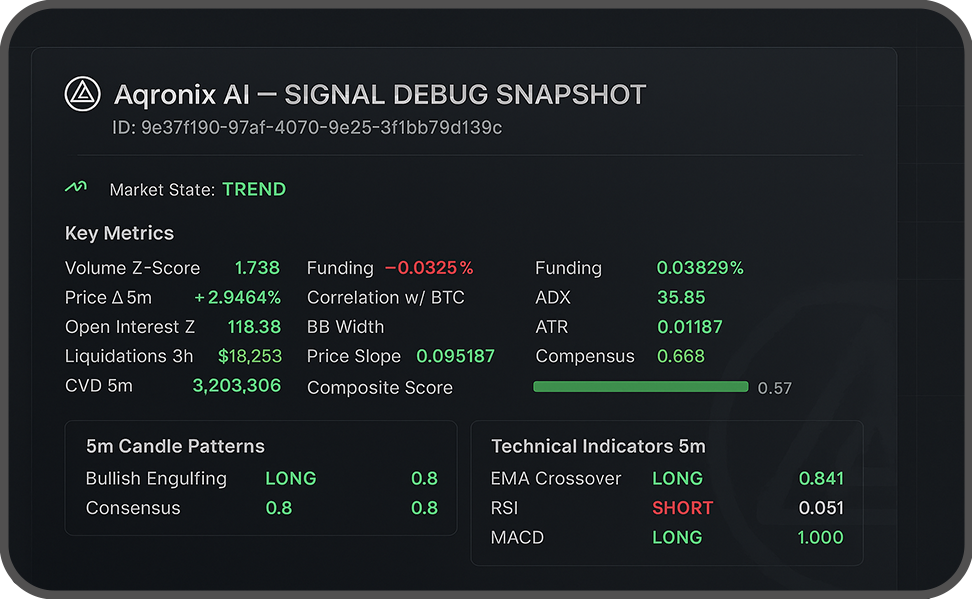 Aqronix AI — SIGNAL DEBUG SNAPSHOT
ID: 9e37f190-97af-4070-9e25-3f1bb79d139c
Market State: TREND
Key Metrics
Volume Z-Score 1.738 Funding −0.0325% Funding 0.03829%
Price Δ 5m +2.9464% Correlation w/ BTC ADX 35.85
Open Interest Z 118.38 BB Width ATR 0.01187
Liquidations 3h $18,253 Price Slope 0.095187 Compensus 0.668
CVD 5m 3,203,306 Composite Score 0.57
5m Candle Patterns
Bullish Engulfing LONG 0.8
Consensus 0.8 0.8
Technical Indicators 5m
EMA Crossover LONG 0.841
RSI SHORT 0.051
MACD LONG 1.000